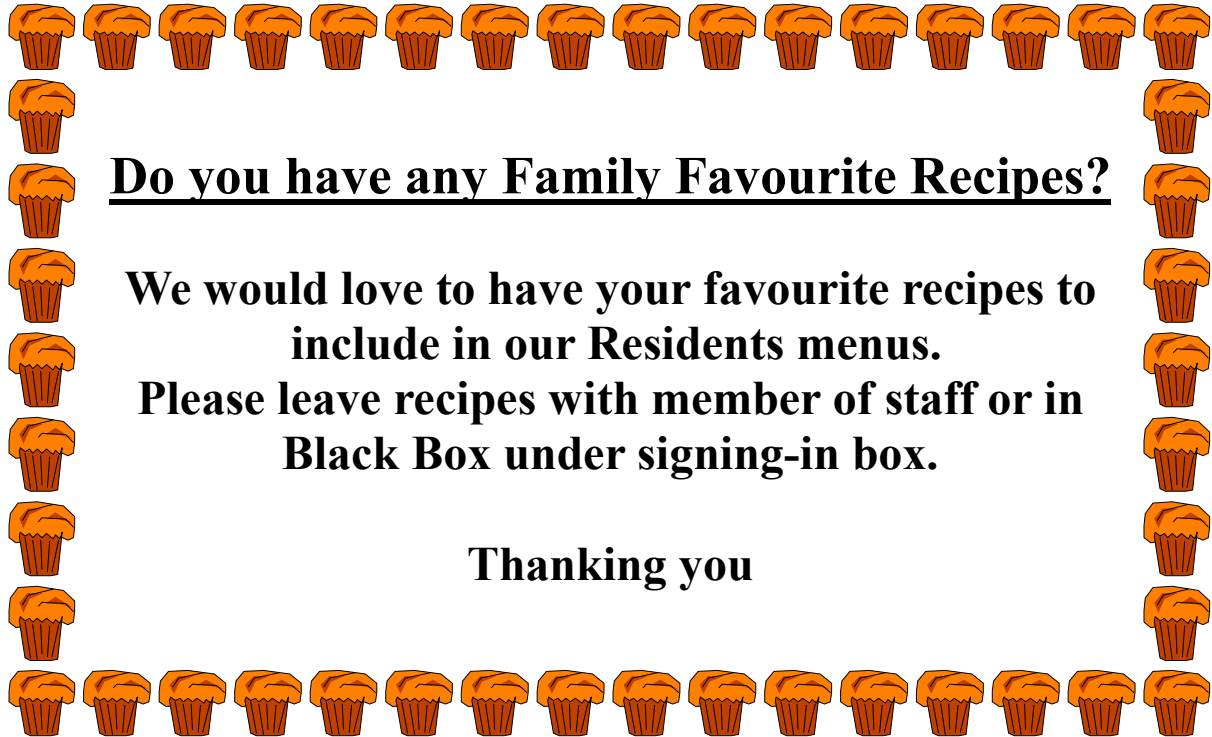 Do you have any Family Favourite Recipes?
We would love to have your favourite recipes to
include in our Residents menus.
Please leave recipes with member of staff or in
Black Box under signing-in box.
Thanking you